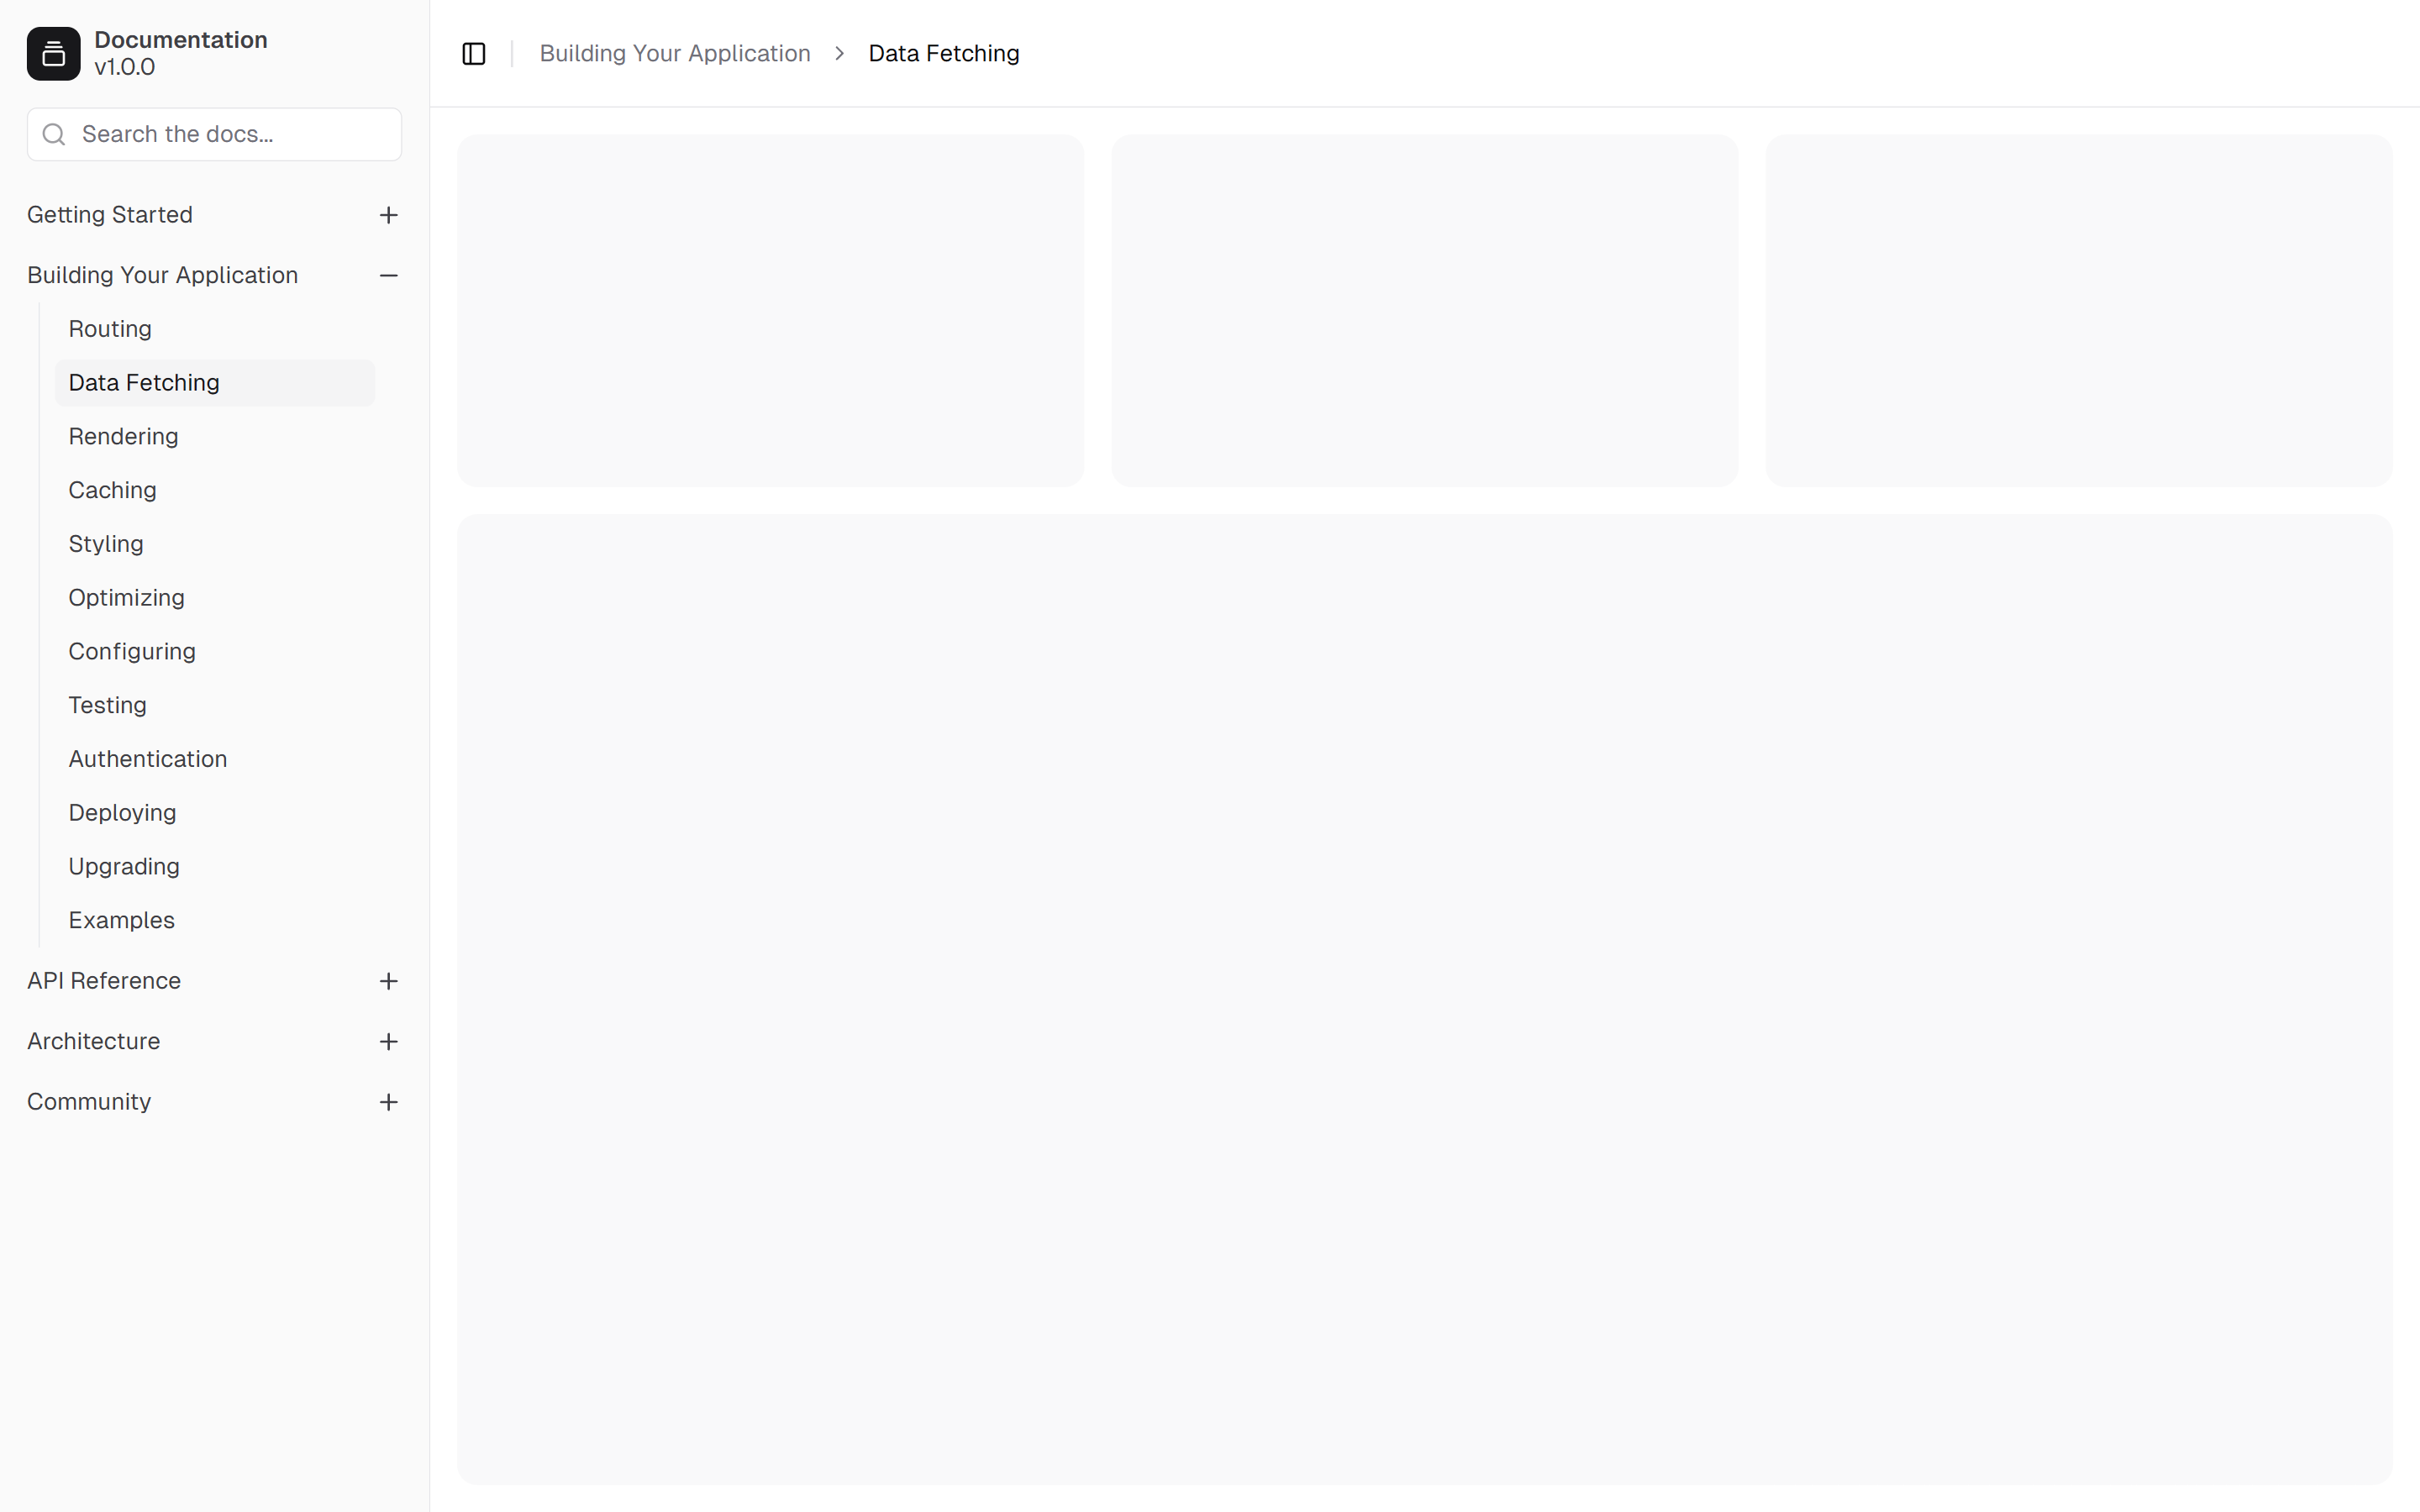 Documentation
v1.0.0
Search the docs...
Getting Started
Building Your Application
Routing
Data Fetching
Rendering
Caching
Styling
Optimizing
Configuring
Testing
Authentication
Deploying
Upgrading
Examples
API Reference
Architecture
Community
Building Your Application > Data Fetching